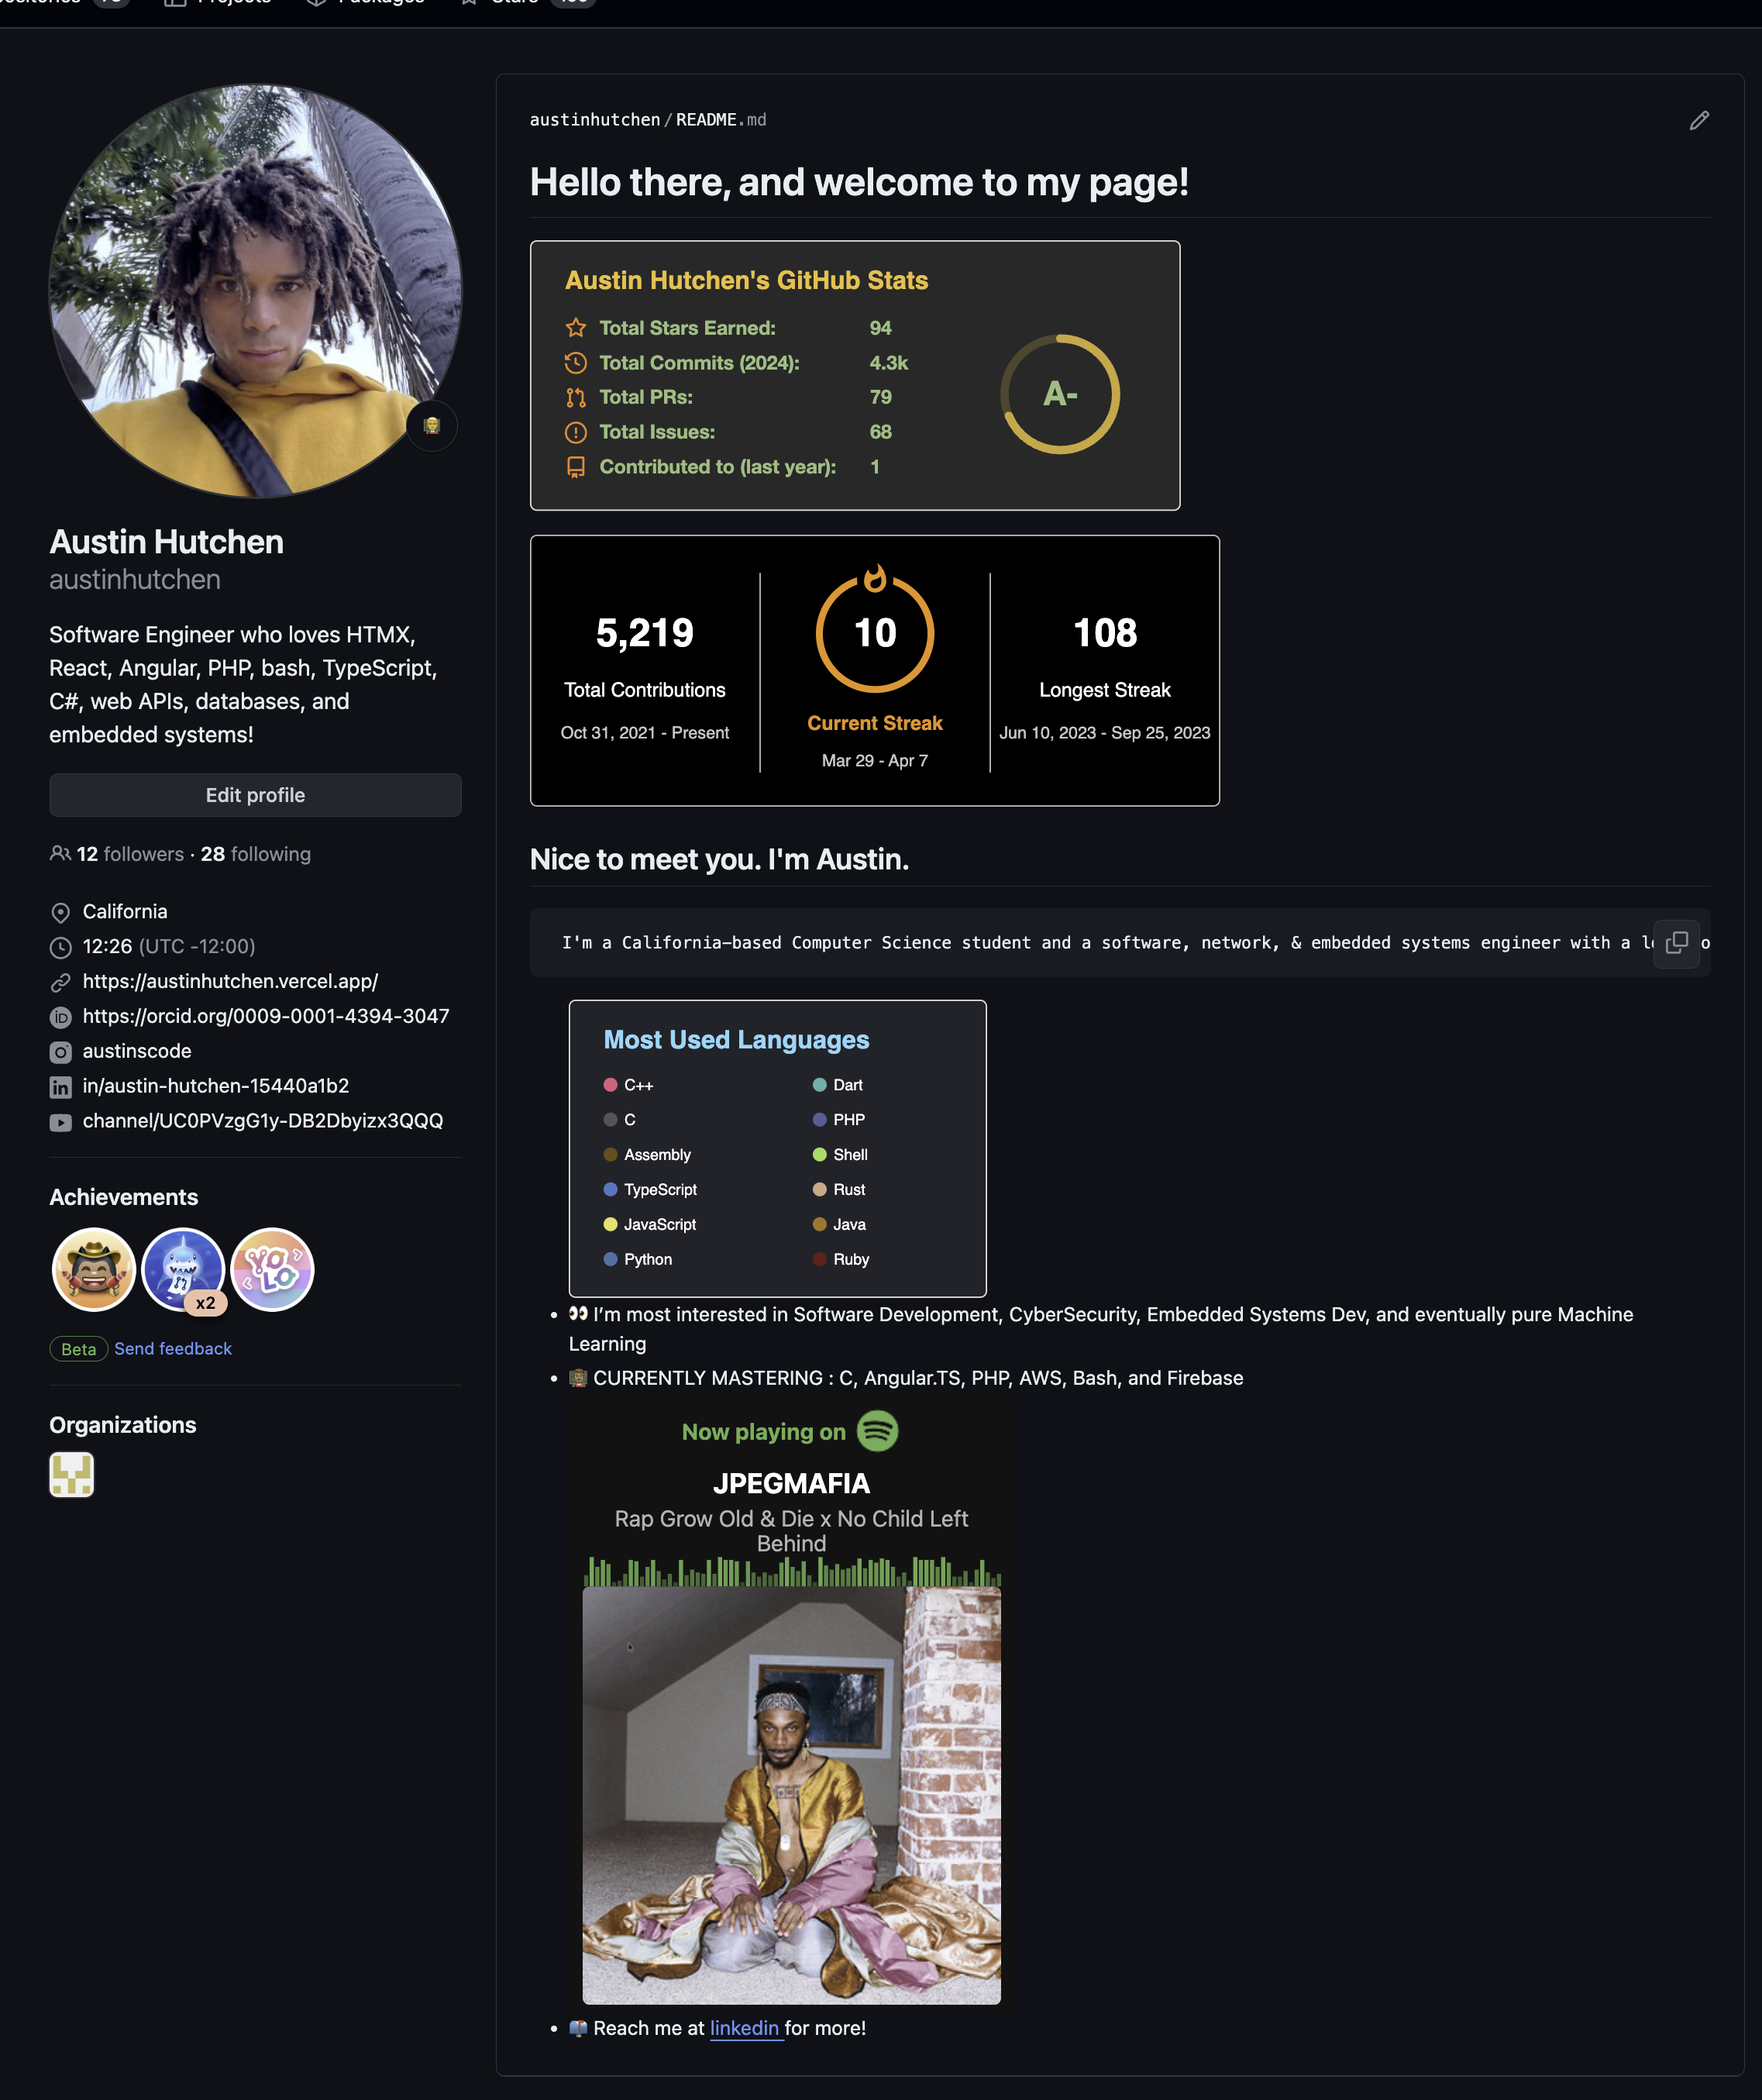 Projects
Packages
Stars
austinhutchen/README.md
Hello there, and welcome to my page!
Austin Hutchen's GitHub Stats
Total Stars Earned: 94
Total Commits (2024): 4.3k
Total PRs: 79
Total Issues: 68
Contributed to (last year): 1
A-
5,219
Total Contributions
Oct 31, 2021 - Present
10
Current Streak
Mar 29 - Apr 7
108
Longest Streak
Jun 10, 2023 - Sep 25, 2023
Austin Hutchen
austinhutchen
Software Engineer who loves HTMX,
React, Angular, PHP, bash, TypeScript,
C#, web APIs, databases, and
embedded systems!
Edit profile
12 followers · 28 following
California
12:26 (UTC -12:00)
https://austinhutchen.vercel.app/
iD https://orcid.org/0009-0001-4394-3047
austinscode
in in/austin-hutchen-15440a1b2
channel/UC0PVzgG1y-DB2Dbyizx3QQQ
Achievements
x2
YOLO
Beta Send feedback
Organizations
Nice to meet you. I'm Austin.
I'm a California-based Computer Science student and a software, network, & embedded systems engineer with a
Most Used Languages
C++ Dart
C PHP
Assembly Shell
TypeScript Rust
JavaScript Java
Python Ruby
• 👀 I'm most interested in Software Development, CyberSecurity, Embedded Systems Dev, and eventually pure Machine
Learning
• CURRENTLY MASTERING : C, Angular.TS, PHP, AWS, Bash, and Firebase
Now playing on
JPEGMAFIA
Rap Grow Old & Die x No Child Left
Behind
• 📫 Reach me at linkedin for more!